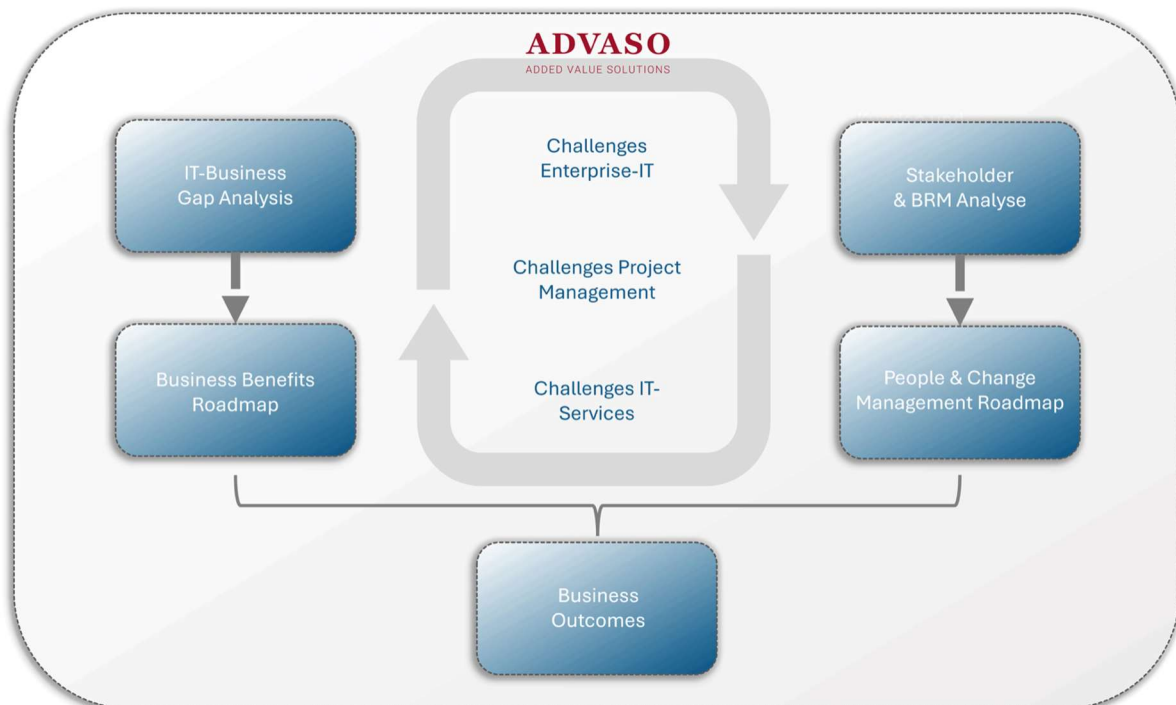 ADVASO
ADDED VALUE SOLUTIONS
IT-Business
Gap Analysis
Challenges
Enterprise-IT
Stakeholder
& BRM Analyse
Challenges Project
Management
Business Benefits
Roadmap
Challenges IT-
Services
People & Change
Management Roadmap
Business
Outcomes